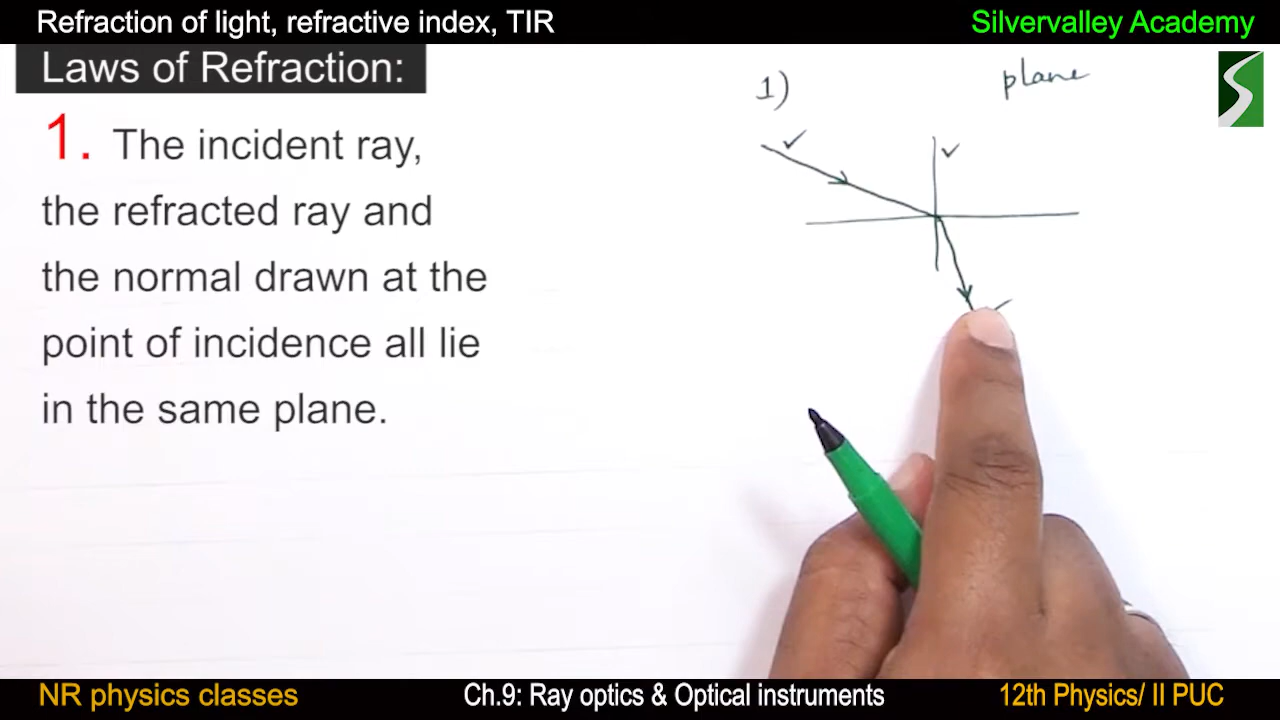 Refraction of light, refractive index, TIR
Silvervalley Academy
Laws of Refraction:
1. The incident ray,
the refracted ray and
the normal drawn at the
point of incidence all lie
in the same plane.
1)
plane
NR physics classes
Ch.9: Ray optics & Optical instruments
12th Physics/ II PUC